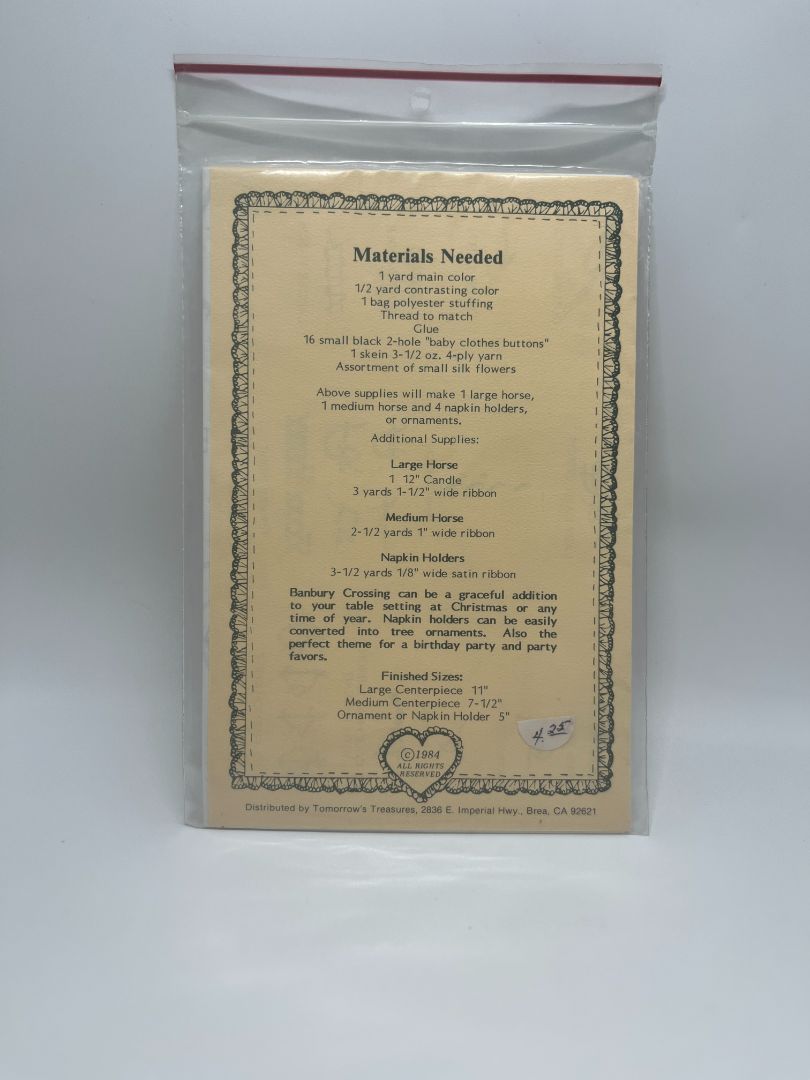 Materials Needed
1 yard main color
1/2 yard contrasting color
1 bag polyester stuffing
Thread to match
Glue
16 small black 2-hole "baby clothes buttons"
1 skein 3-1/2 oz. 4-ply yarn
Assortment of small silk flowers
Above supplies will make 1 large horse,
1 medium horse and 4 napkin holders,
or ornaments.
Additional Supplies:
Large Horse
1 12" Candle
3 yards 1-1/2" wide ribbon
Medium Horse
2-1/2 yards 1" wide ribbon
Napkin Holders
3-1/2 yards 1/8" wide satin ribbon
Banbury Crossing can be a graceful addition
to your table setting at Christmas or any
time of year. Napkin holders can be easily
converted into tree ornaments. Also the
perfect theme for a birthday party and party
favors.
Finished Sizes:
Large Centerpiece 11"
Medium Centerpiece 7-1/2"
Ornament or Napkin Holder 5"
4.25
©1984
ALL RIGHTS
RESERVED
Distributed by Tomorrow's Treasures, 2836 E. Imperial Hwy., Brea, CA 92621